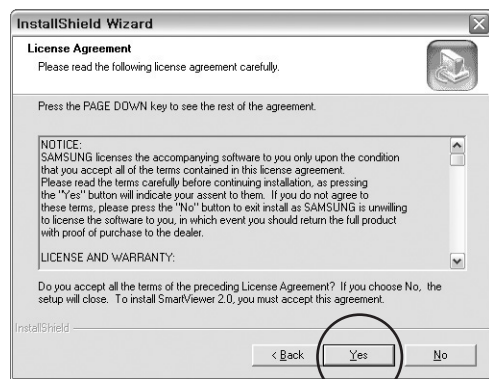 InstallShield Wizard
License Agreement
Please read the following license agreement carefully.
Press the PAGE DOWN key to see the rest of the agreement.
NOTICE:
SAMSUNG licenses the accompanying software to you only upon the condition
that you accept all of the terms contained in this license agreement.
Please read the terms carefully before continuing installation, as pressing
the "Yes" button will indicate your assent to them. If you do not agree to
these terms, please press the "No" button to exit install as SAMSUNG is unwilling
to license the software to you, in which event you should return the full product
with proof of purchase to the dealer.
LICENSE AND WARRANTY:
Do you accept all the terms of the preceding License Agreement? If you choose No, the
setup will close. To install SmartViewer 2.0, you must accept this agreement.
InstallShield
< Back
Yes
No